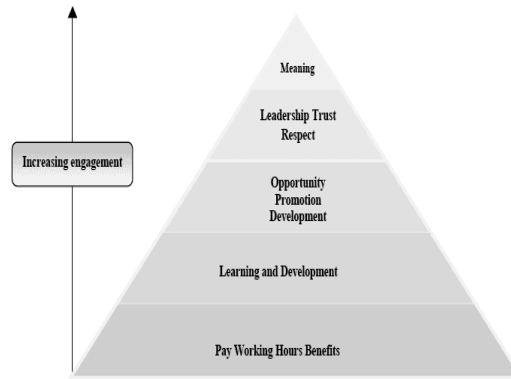 Meaning
Leadership Trust
Respect
Increasing engagement
Opportunity
Promotion
Development
Learning and Development
Pay Working Hours Benefits